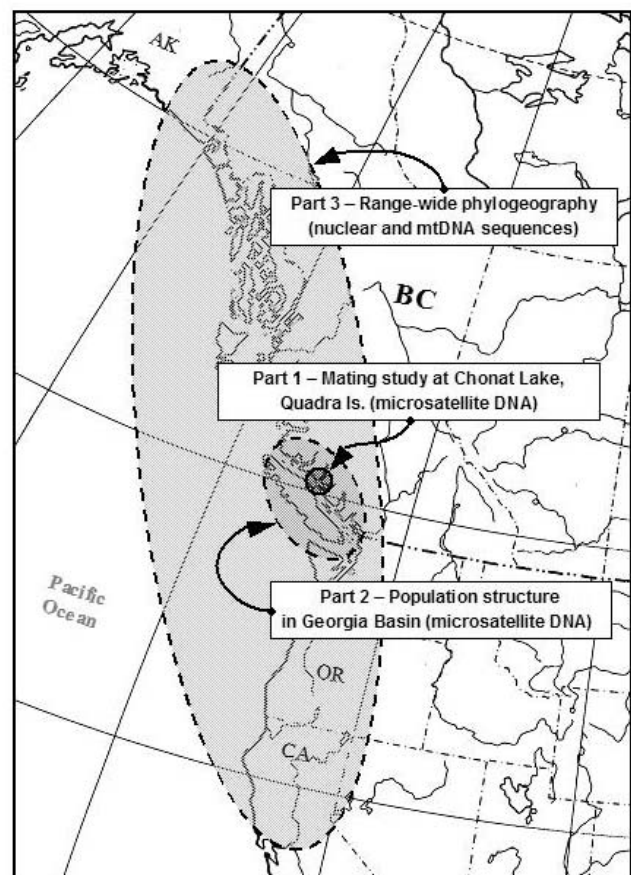 AK
Part 3 – Range-wide phylogeography
(nuclear and mtDNA sequences)
BC
Part 1 – Mating study at Chonat Lake,
Quadra Is. (microsatellite DNA)
Pacific
Ocean
Part 2 – Population structure
in Georgia Basin (microsatellite DNA)
OR
CA